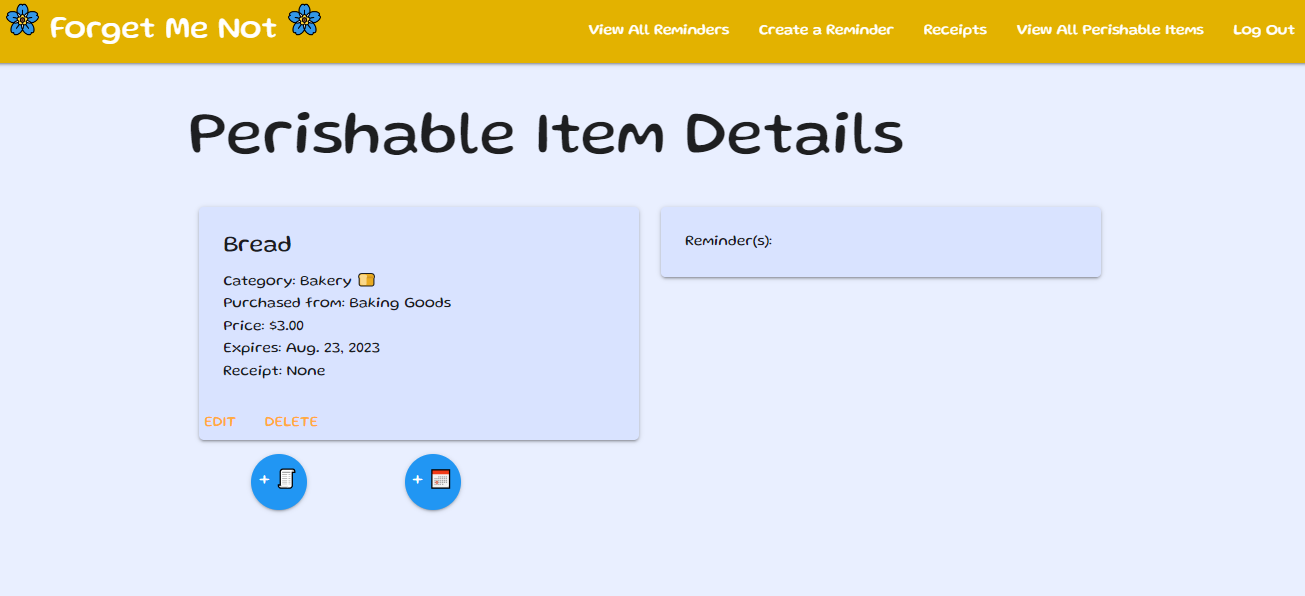 Forget Me Not
View All Reminders Create a Reminder Receipts View All Perishable Items Log Out
Perishable Item Details
Bread
Category: Bakery
Purchased from: Baking Goods
Price: $3.00
Expires: Aug. 23, 2023
Receipt: None
EDIT DELETE
+ +
Reminder(s):